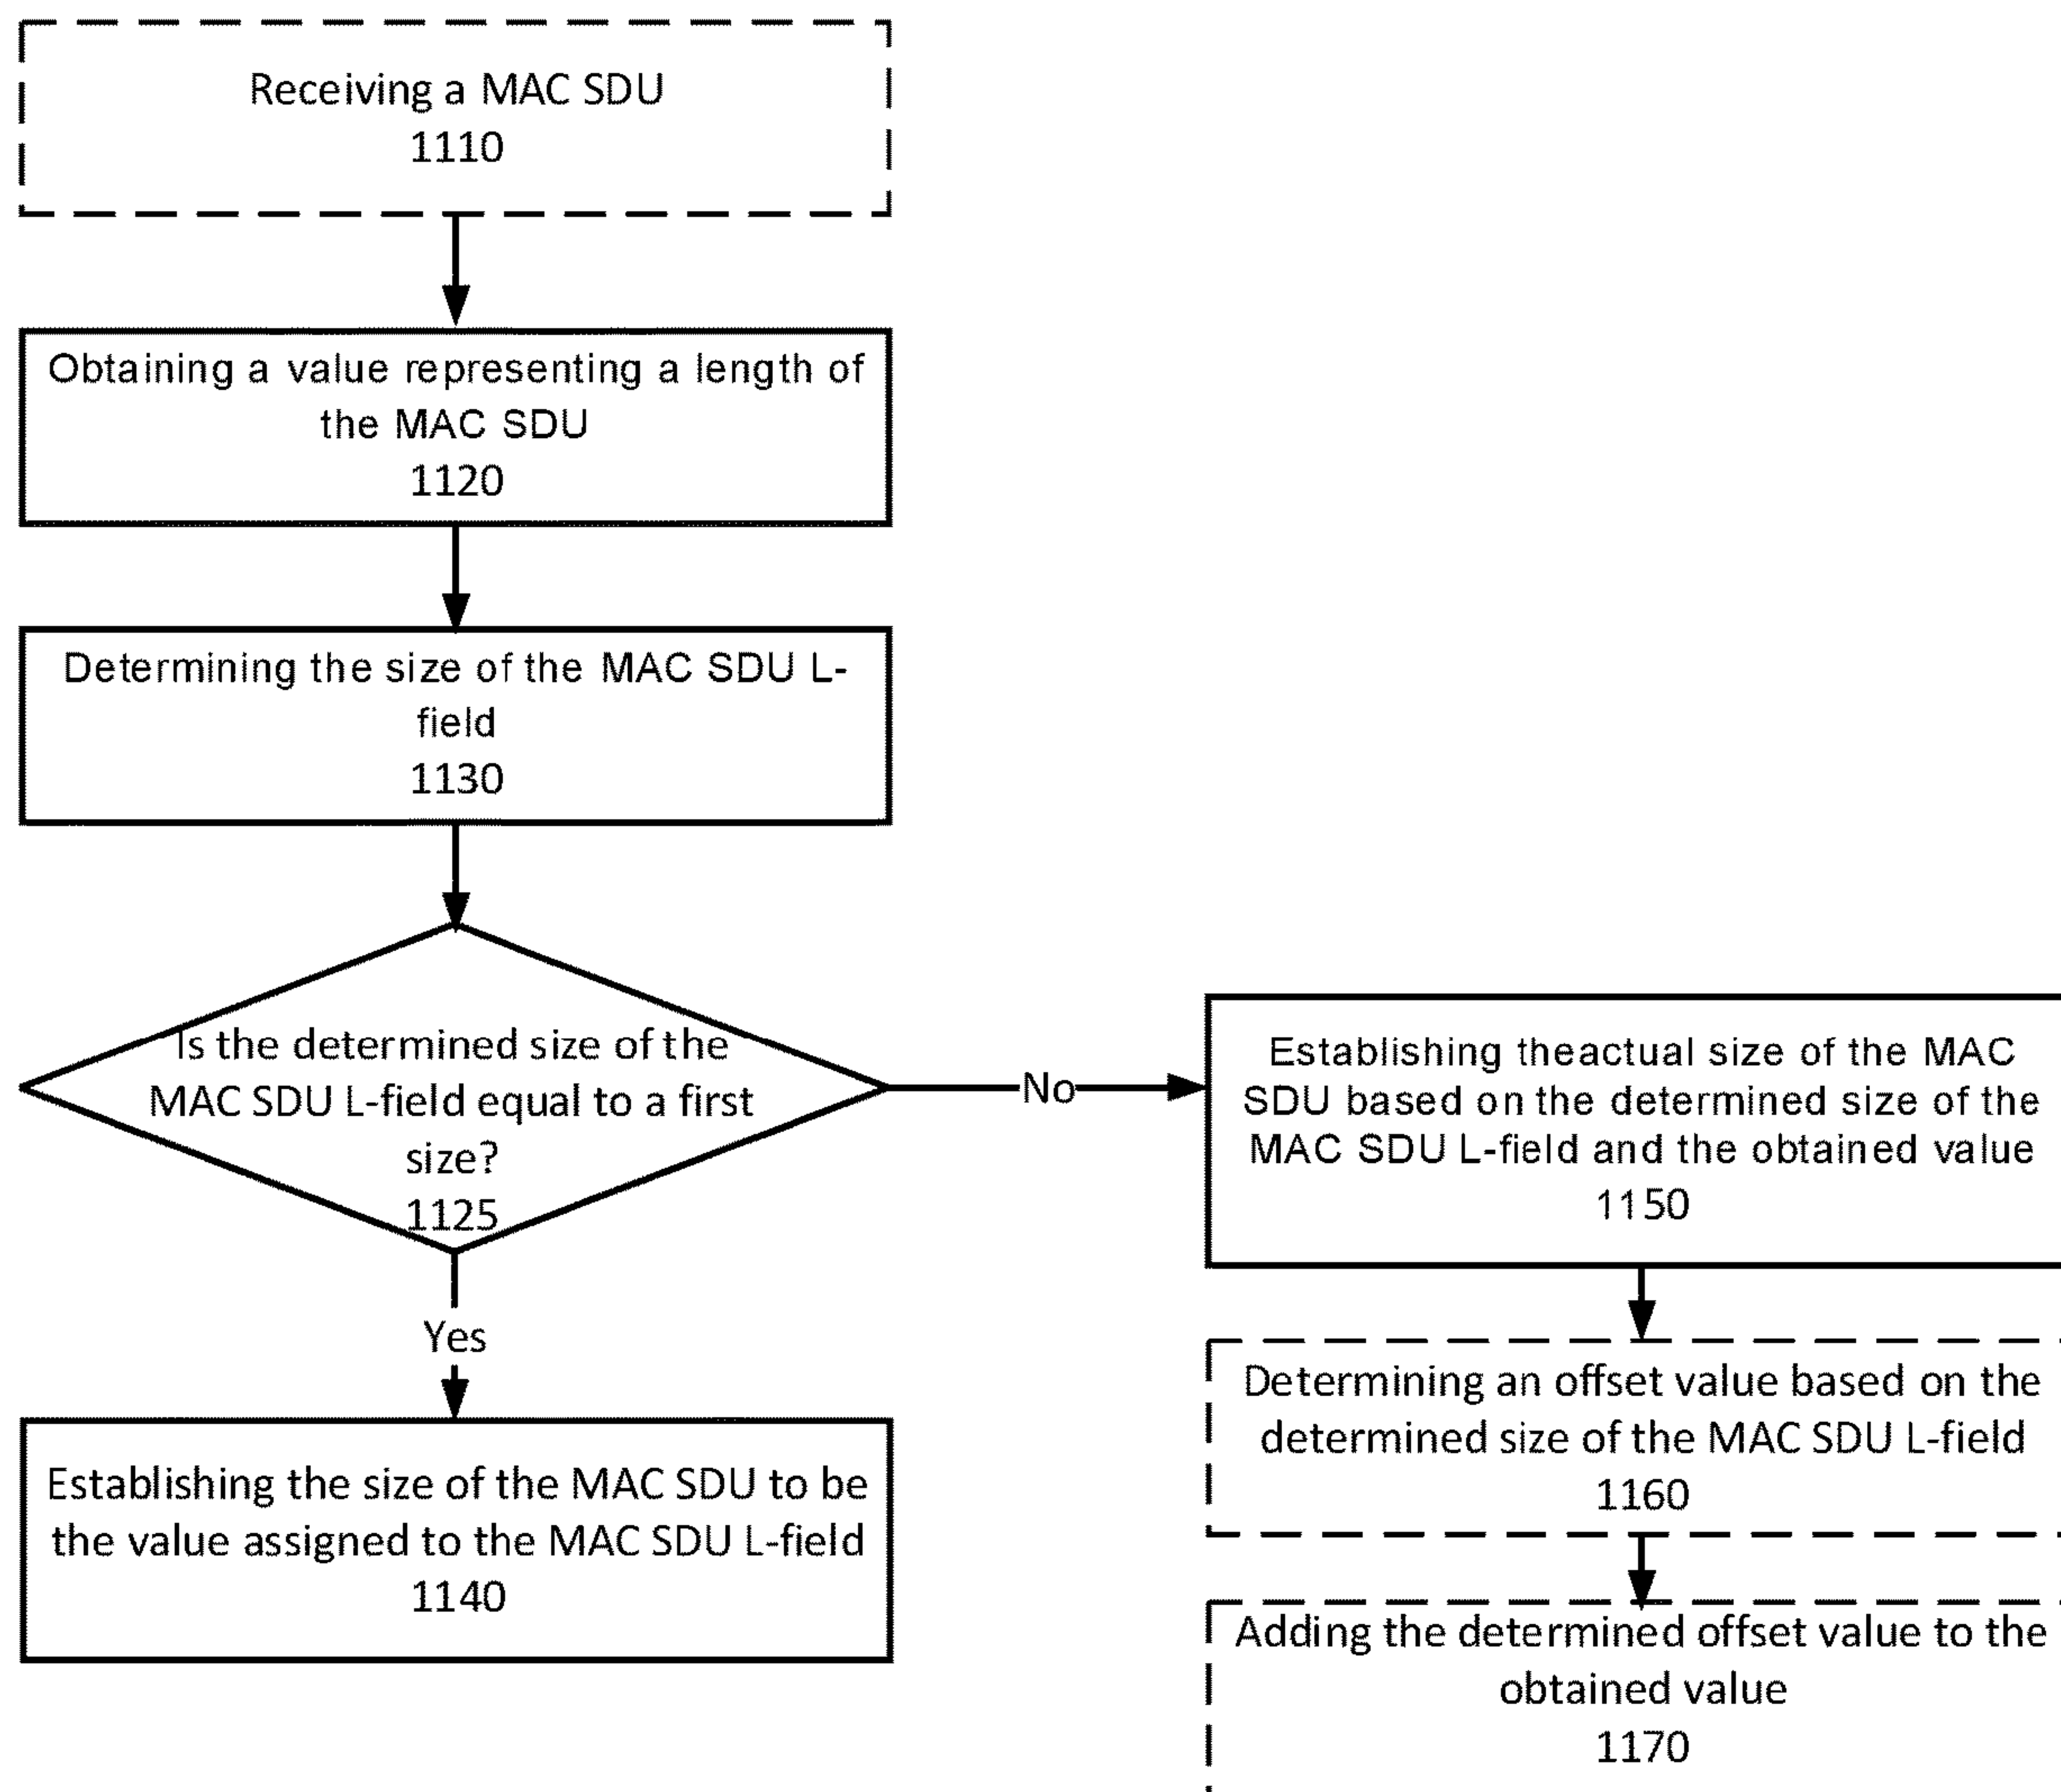 Receiving a MAC SDU
1110
Obtaining a value representing a length of
the MAC SDU
1120
Determining the size of the MAC SDU L-
field
1130
Is the determined size of the
MAC SDU L-field equal to a first
size?
1125
No
Yes
Establishing the size of the MAC SDU to be
the value assigned to the MAC SDU L-field
1140
Establishing theactual size of the MAC
SDU based on the determined size of the
MAC SDU L-field and the obtained value
1150
Determining an offset value based on the
determined size of the MAC SDU L-field
1160
Adding the determined offset value to the
obtained value
1170